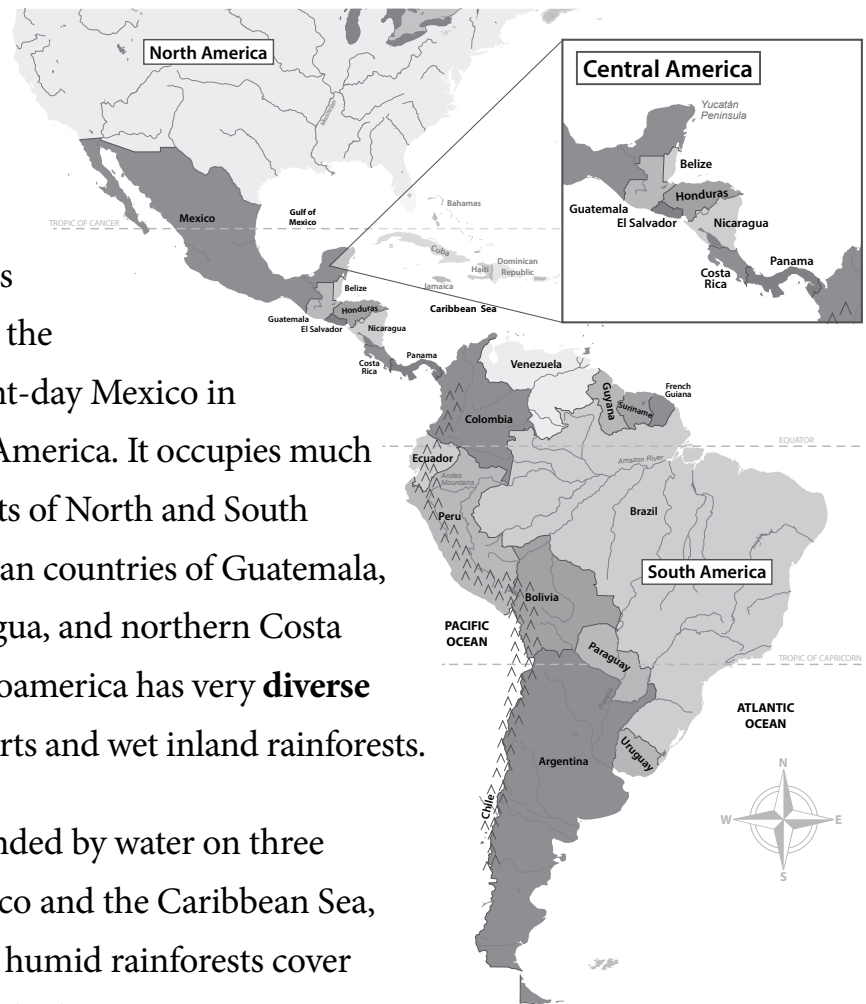 North America
Mississippi
Central America
Yucatán
Peninsula
Belize
Honduras
Guatemala
El Salvador
Nicaragua
Costa
Rica
Panama
Mexico
Gulf of
Mexico
TROPIC OF CANCER
Bahamas
Cuba
Haiti
Dominican
Republic
Jamaica
Belize
Honduras
Guatemala
El Salvador
Nicaragua
Caribbean Sea
Costa
Rica
Panama
Venezuela
Guyana
Suriname
French
Guiana
Colombia
EQUATOR
Ecuador
Andes
Mountains
Amazon River
Peru
Brazil
South America
Bolivia
PACIFIC
OCEAN
Paraguay
TROPIC OF CAPRICORN
ATLANTIC
OCEAN
Argentina
Uruguay
Chile
N
W
E
S
s
the
nt-day Mexico in
America. It occupies much
ts of North and South
an countries of Guatemala,
gua, and northern Costa
oamerica has very diverse
rts and wet inland rainforests.
nded by water on three
co and the Caribbean Sea,
humid rainforests cover